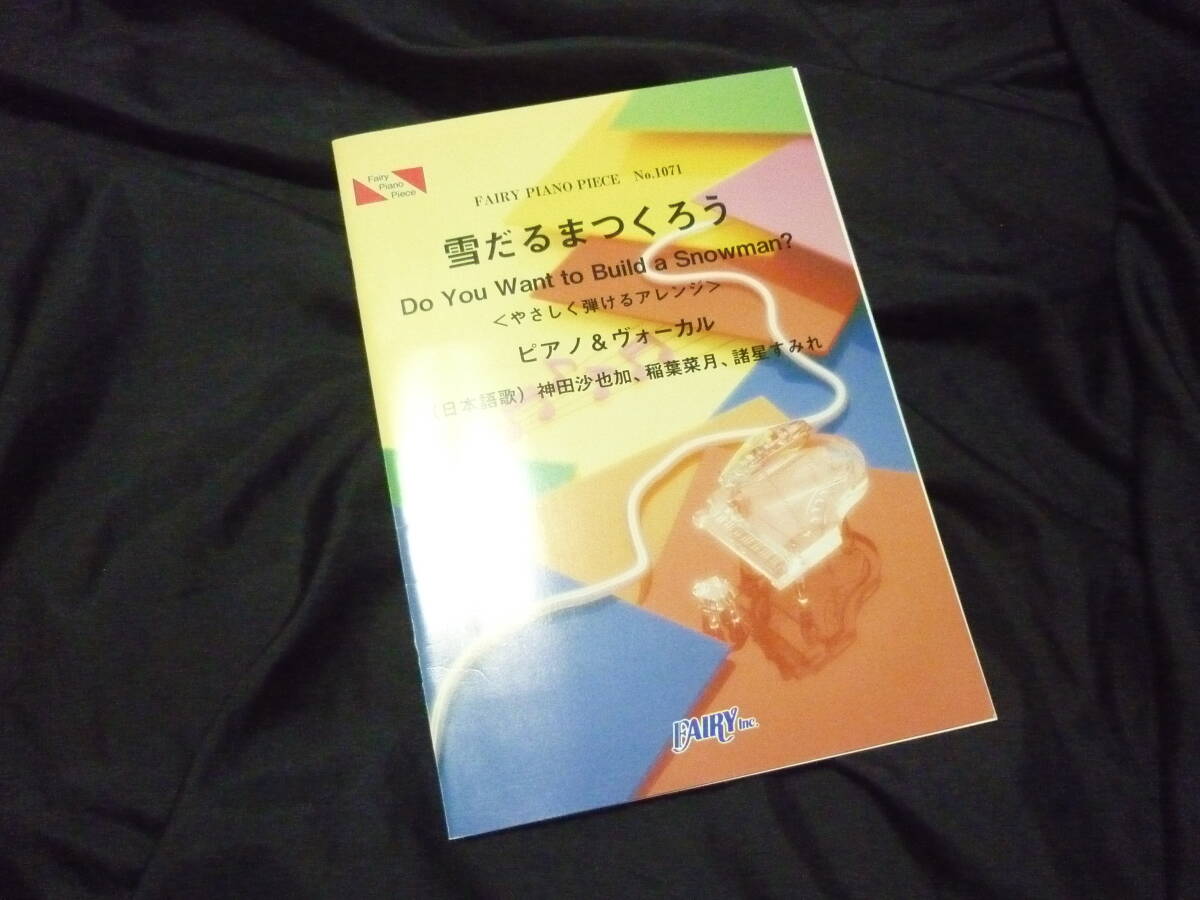 Fairy
Piano
Piece
FAIRY PIANO PIECE No.1071
雪だるまつくろう
Do You Want to Build a Snowman?
＜やさしく弾けるアレンジ＞
ピアノ＆ヴォーカル
（日本語歌）神田沙也加、稲葉菜月、諸星すみれ
FAIRY Inc.